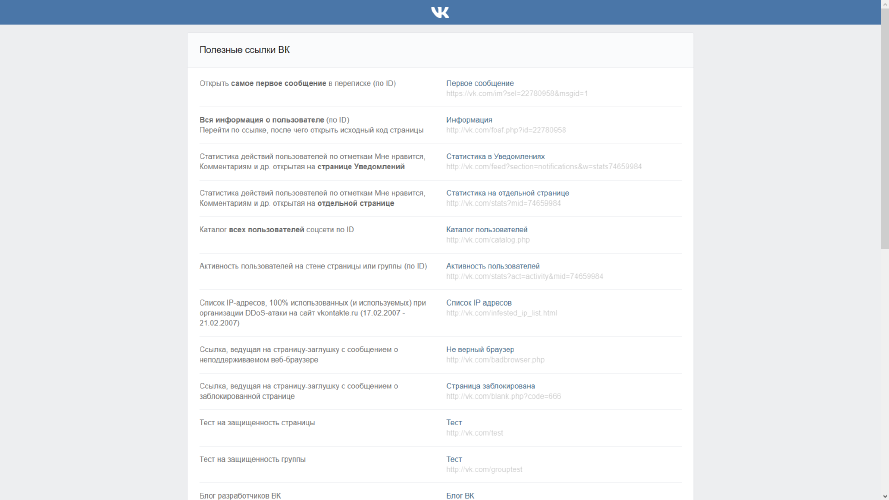 VK
Полезные ссылки ВК
Открыть самое первое сообщение в переписке (по ID)
Первое сообщение
https://vk.com/im?sel=22780958&msgid=1
Вся информация о пользователе (по ID)
Перейти по ссылке, после чего открыть исходный код страницы
Информация
http://vk.com/foaf.php?id=22780958
Статистика действий пользователя по отметкам Мне нравится,
Комментариям и др. открытая на странице Уведомлений
Статистика в Уведомлениях
http://vk.com/feed?section=notifications&w=stats74659984
Статистика действий пользователя по отметкам Мне нравится,
Комментариям и др. открытая на отдельной странице
Статистика на отдельной странице
http://vk.com/stats?mid=74659984
Каталог всех пользователей соцсети по ID
Каталог пользователей
http://vk.com/catalog.php
Активность пользователей на стене страницы или группы (по ID)
Активность пользователей
http://vk.com/stats?act=activity&mid=74659984
Список IP-адресов, 100% использованных (и используемых) при
организации DDoS-атаки на сайт vkontakte.ru (17.02.2007 -
21.02.2007)
Список IP адресов
http://vk.com/infested_ip_list.html
Ссылка, ведущая на страницу-заглушку с сообщением о
неподдерживаемом веб-браузере
Не верный браузер
http://vk.com/badbrowser.php
Ссылка, ведущая на страницу-заглушку с сообщением о
заблокированной странице
Страница заблокирована
http://vk.com/blank.php?code=666
Тест на защищенность страницы
Тест
http://vk.com/test
Тест на защищенность группы
Тест
http://vk.com/grouptest
Блог разработчиков ВК
Блог ВК